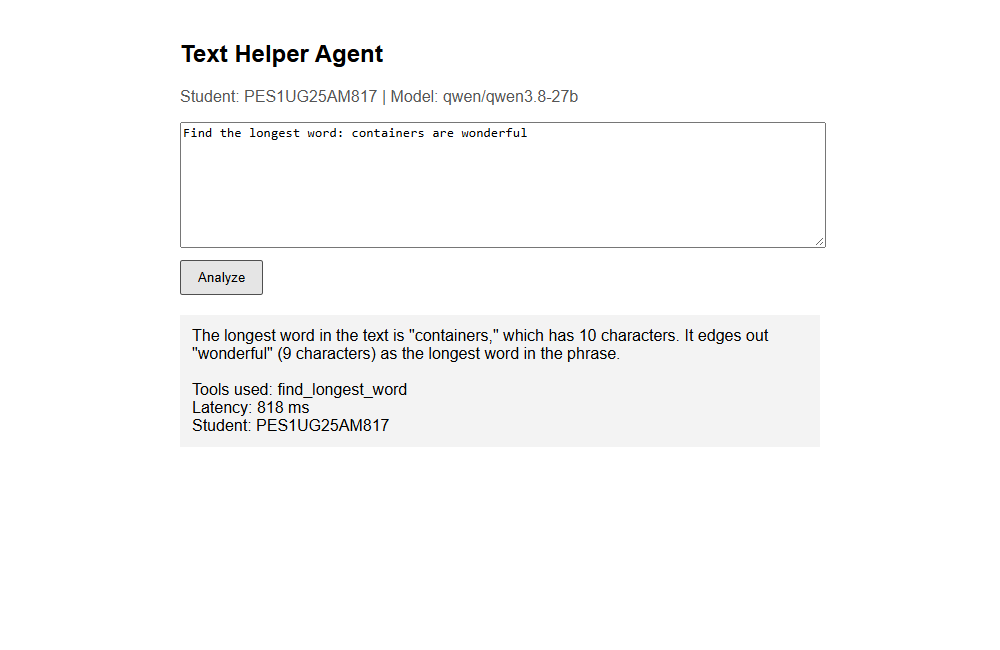 Text Helper Agent
Student: PES1UG25AM817 | Model: qwen/qwen3.8-27b
Find the longest word: containers are wonderful
Analyze
The longest word in the text is "containers," which has 10 characters. It edges out
"wonderful" (9 characters) as the longest word in the phrase.
Tools used: find_longest_word
Latency: 818 ms
Student: PES1UG25AM817